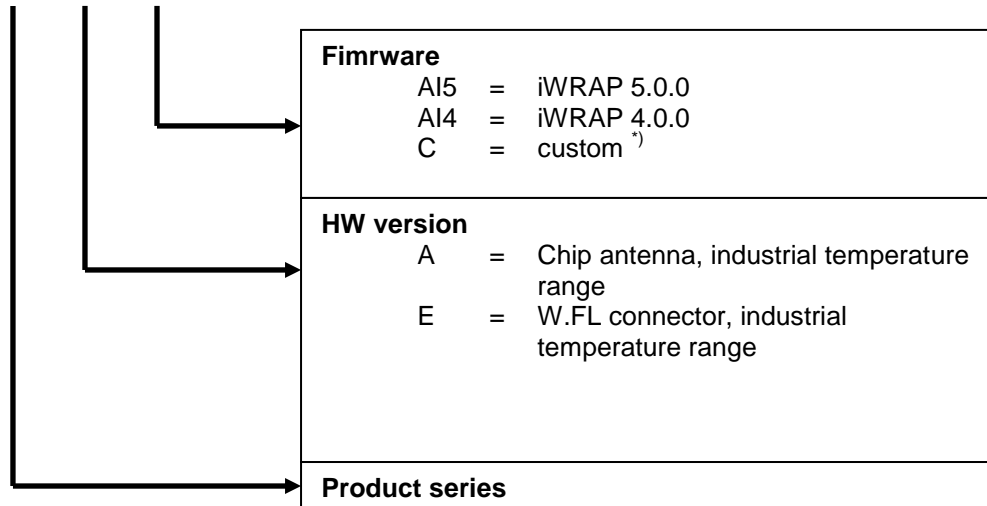 Fimrware
AI5 = iWRAP 5.0.0
AI4 = iWRAP 4.0.0
C = custom *)
HW version
A = Chip antenna, industrial temperature
range
E = W.FL connector, industrial
temperature range
Product series